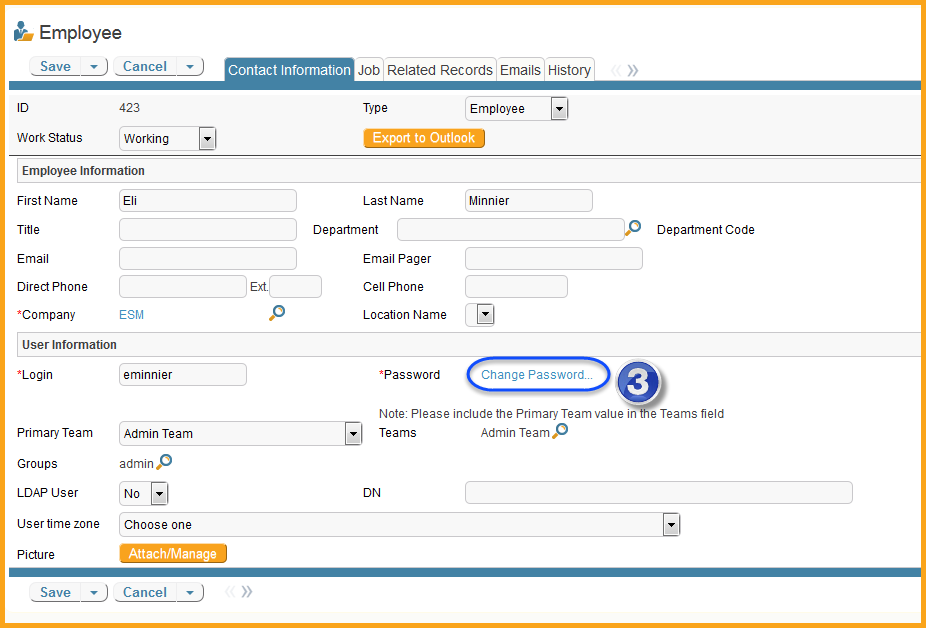 Employee
Save Cancel Contact Information Job Related Records Emails History
ID 423 Type Employee
Work Status Working Export to Outlook
Employee Information
First Name Eli Last Name Minnier
Title Department Department Code
Email Email Pager
Direct Phone Ext. Cell Phone
*Company ESM Location Name
User Information
*Login eminnier *Password Change Password... 3
Note: Please include the Primary Team value in the Teams field
Primary Team Admin Team Teams Admin Team
Groups admin
LDAP User No DN
User time zone Choose one
Picture Attach/Manage
Save Cancel